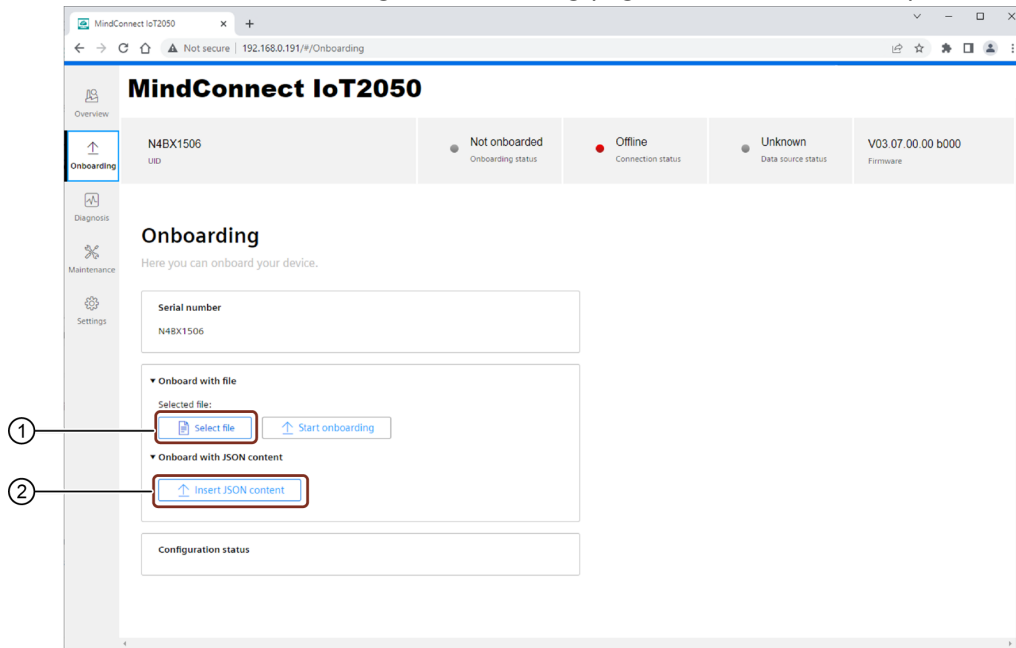 MindConnect IoT2050
Not secure 192.168.0.191/#/Onboarding
MindConnect IoT2050
Overview
Onboarding
Diagnosis
Maintenance
Settings
N4BX1506
UID
Not onboarded
Onboarding status
Offline
Connection status
Unknown
Data source status
V03.07.00.00 b000
Firmware
Onboarding
Here you can onboard your device.
Serial number
N4BX1506
Onboard with file
Selected file:
1
Select file
Start onboarding
Onboard with JSON content
2
Insert JSON content
Configuration status